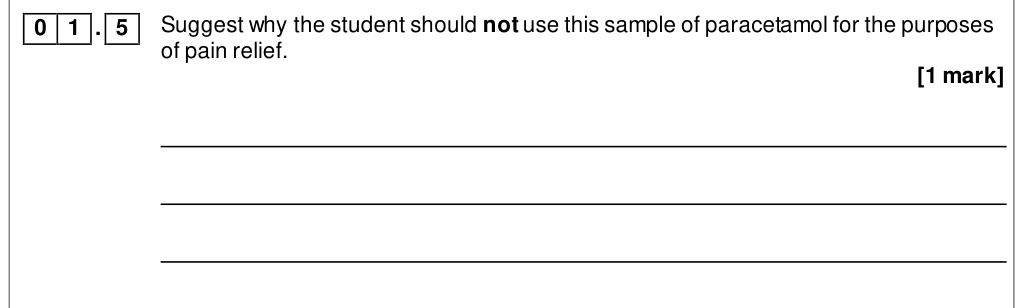 0 1 . 5 Suggest why the student should not use this sample of paracetamol for the purposes
of pain relief.
[1 mark]